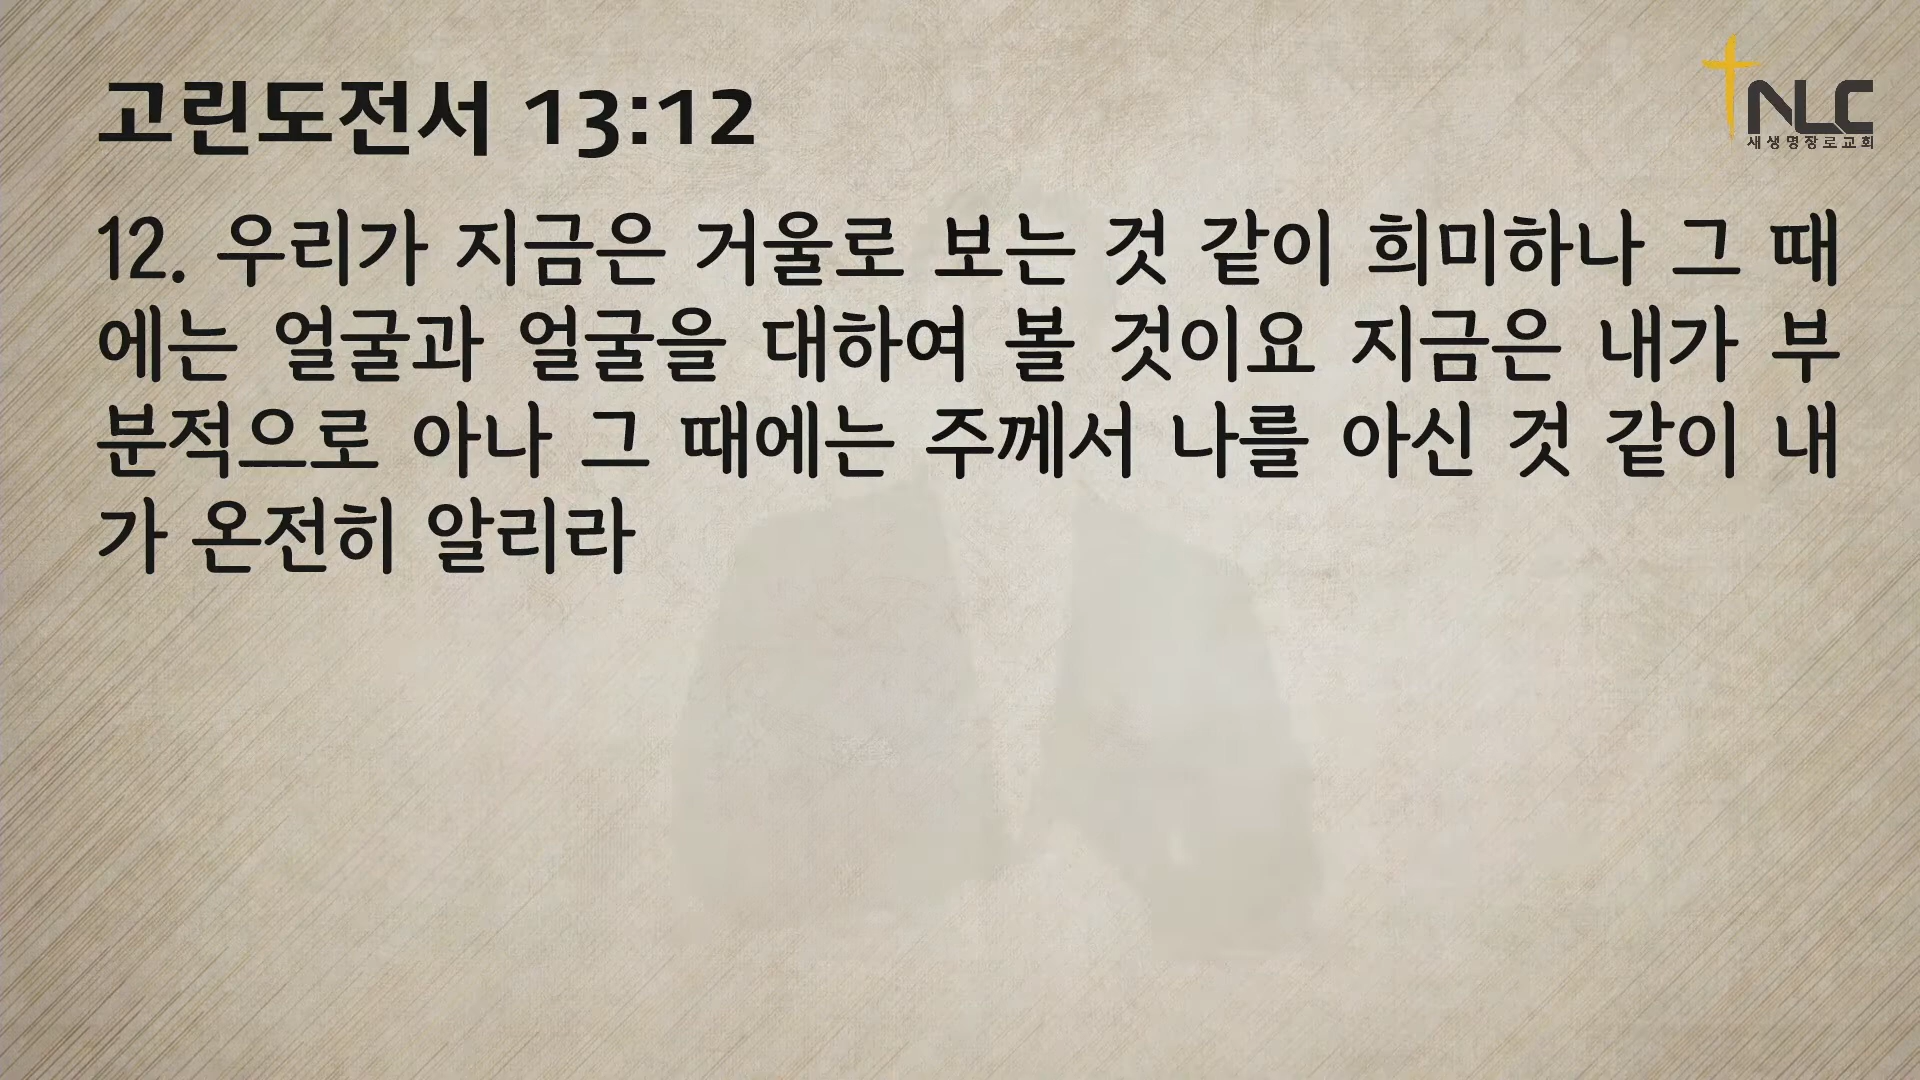 고린도전서 13:12
NLC
새생명장로교회
12. 우리가 지금은 거울로 보는 것 같이 희미하나 그 때
에는 얼굴과 얼굴을 대하여 볼 것이요 지금은 내가 부
분적으로 아나 그 때에는 주께서 나를 아신 것 같이 내
가 온전히 알리라